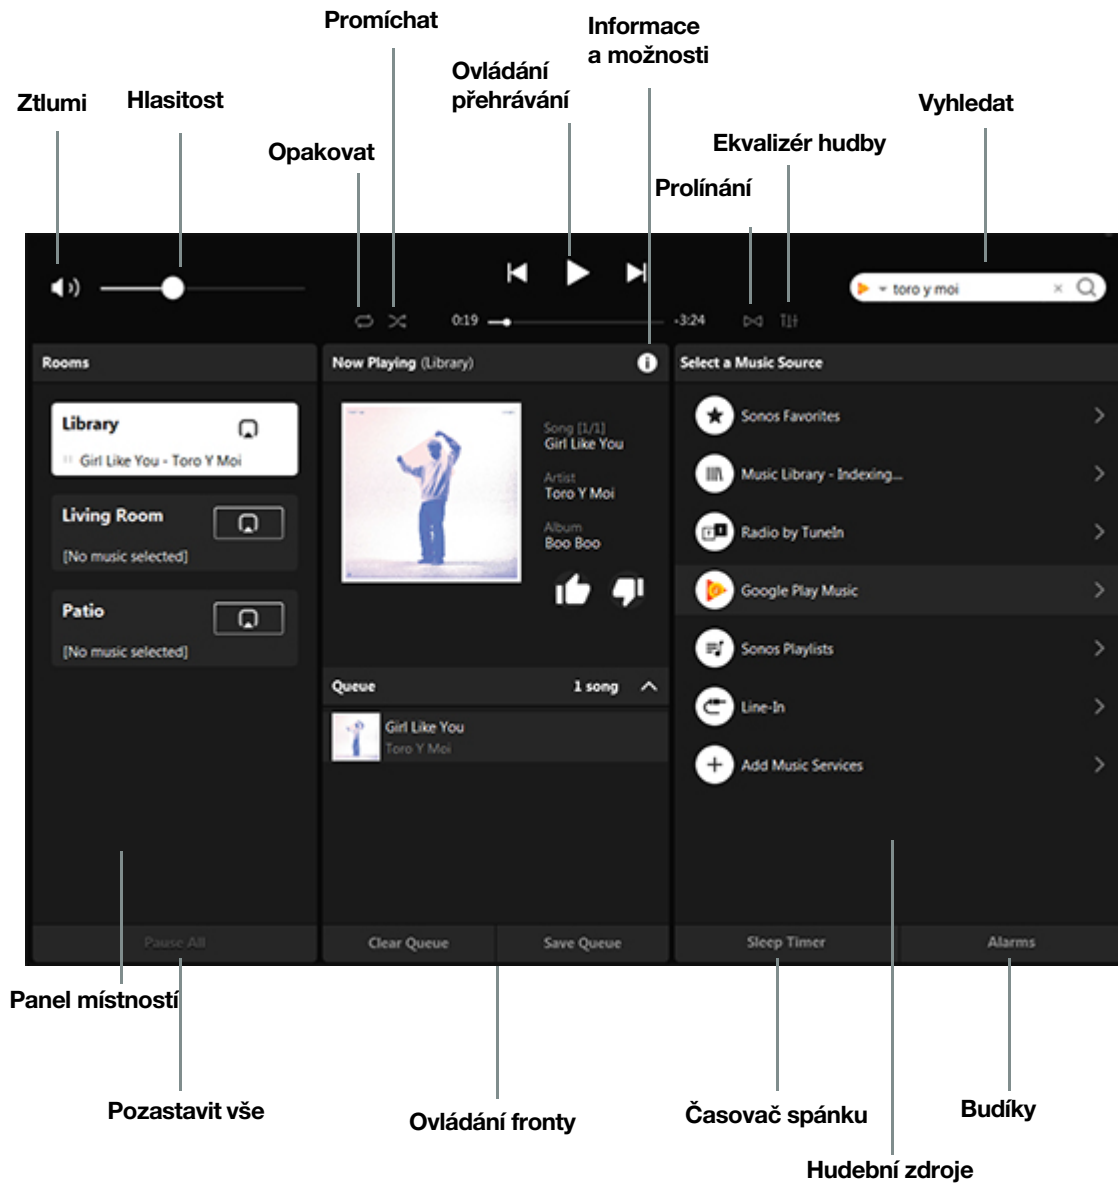 Promíchat
Informace
a možnosti
Ovládání
přehrávání
Ztlumi
Hlasitost
Vyhledat
Opakovat
Ekvalizér hudby
Prolínání
toro y moi
0:19
-3:24
Rooms
Now Playing (Library)
Select a Music Source
Library
Girl Like You - Toro Y Moi
Living Room
[No music selected]
Patio
[No music selected]
Song [1/1]
Girl Like You
Artist
Toro Y Moi
Album
Boo Boo
Queue
1 song
Girl Like You
Toro Y Moi
Sonos Favorites
Music Library - Indexing...
Radio by TuneIn
Google Play Music
Sonos Playlists
Line-In
Add Music Services
Pause All
Clear Queue
Save Queue
Sleep Timer
Alarms
Panel místností
Pozastavit vše
Ovládání fronty
Časovač spánku
Budíky
Hudební zdroje